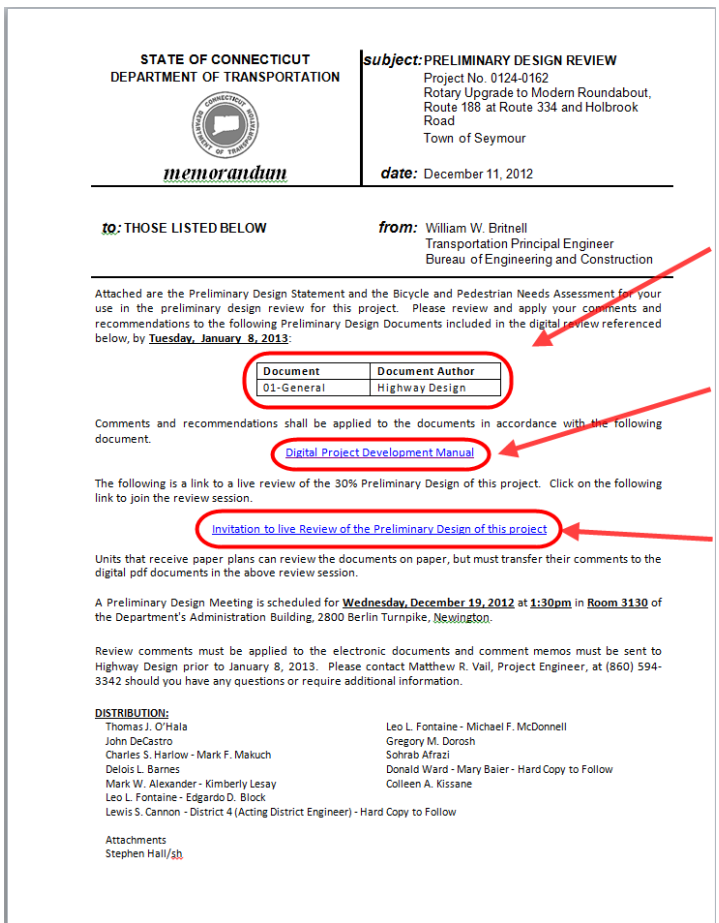 STATE OF CONNECTICUT
DEPARTMENT OF TRANSPORTATION
CONNECTICUT
DEPARTMENT OF TRANSPORTATION
memorandum
subject: PRELIMINARY DESIGN REVIEW
Project No. 0124-0162
Rotary Upgrade to Modern Roundabout,
Route 188 at Route 334 and Holbrook
Road
Town of Seymour
date: December 11, 2012
to: THOSE LISTED BELOW
from: William W. Britnell
Transportation Principal Engineer
Bureau of Engineering and Construction
Attached are the Preliminary Design Statement and the Bicycle and Pedestrian Needs Assessment for your
use in the preliminary design review for this project. Please review and apply your comments and
recommendations to the following Preliminary Design Documents included in the digital review referenced
below, by Tuesday, January 8, 2013:
Document Document Author
01-General Highway Design
Comments and recommendations shall be applied to the documents in accordance with the following
document.
Digital Project Development Manual
The following is a link to a live review of the 30% Preliminary Design of this project. Click on the following
link to join the review session.
Invitation to live Review of the Preliminary Design of this project
Units that receive paper plans can review the documents on paper, but must transfer their comments to the
digital pdf documents in the above review session.
A Preliminary Design Meeting is scheduled for Wednesday, December 19, 2012 at 1:30pm in Room 3130 of
the Department's Administration Building, 2800 Berlin Turnpike, Newington.
Review comments must be applied to the electronic documents and comment memos must be sent to
Highway Design prior to January 8, 2013. Please contact Matthew R. Vail, Project Engineer, at (860) 594-
3342 should you have any questions or require additional information.
DISTRIBUTION:
Thomas J. O'Hala
John DeCastro
Charles S. Harlow - Mark F. Makuch
Delois L. Barnes
Mark W. Alexander - Kimberly Lesay
Leo L. Fontaine - Edgardo D. Block
Lewis S. Cannon - District 4 (Acting District Engineer) - Hard Copy to Follow
Leo L. Fontaine - Michael F. McDonnell
Gregory M. Dorosh
Sohrab Afrazi
Donald Ward - Mary Baier - Hard Copy to Follow
Colleen A. Kissane
Attachments
Stephen Hall/sh